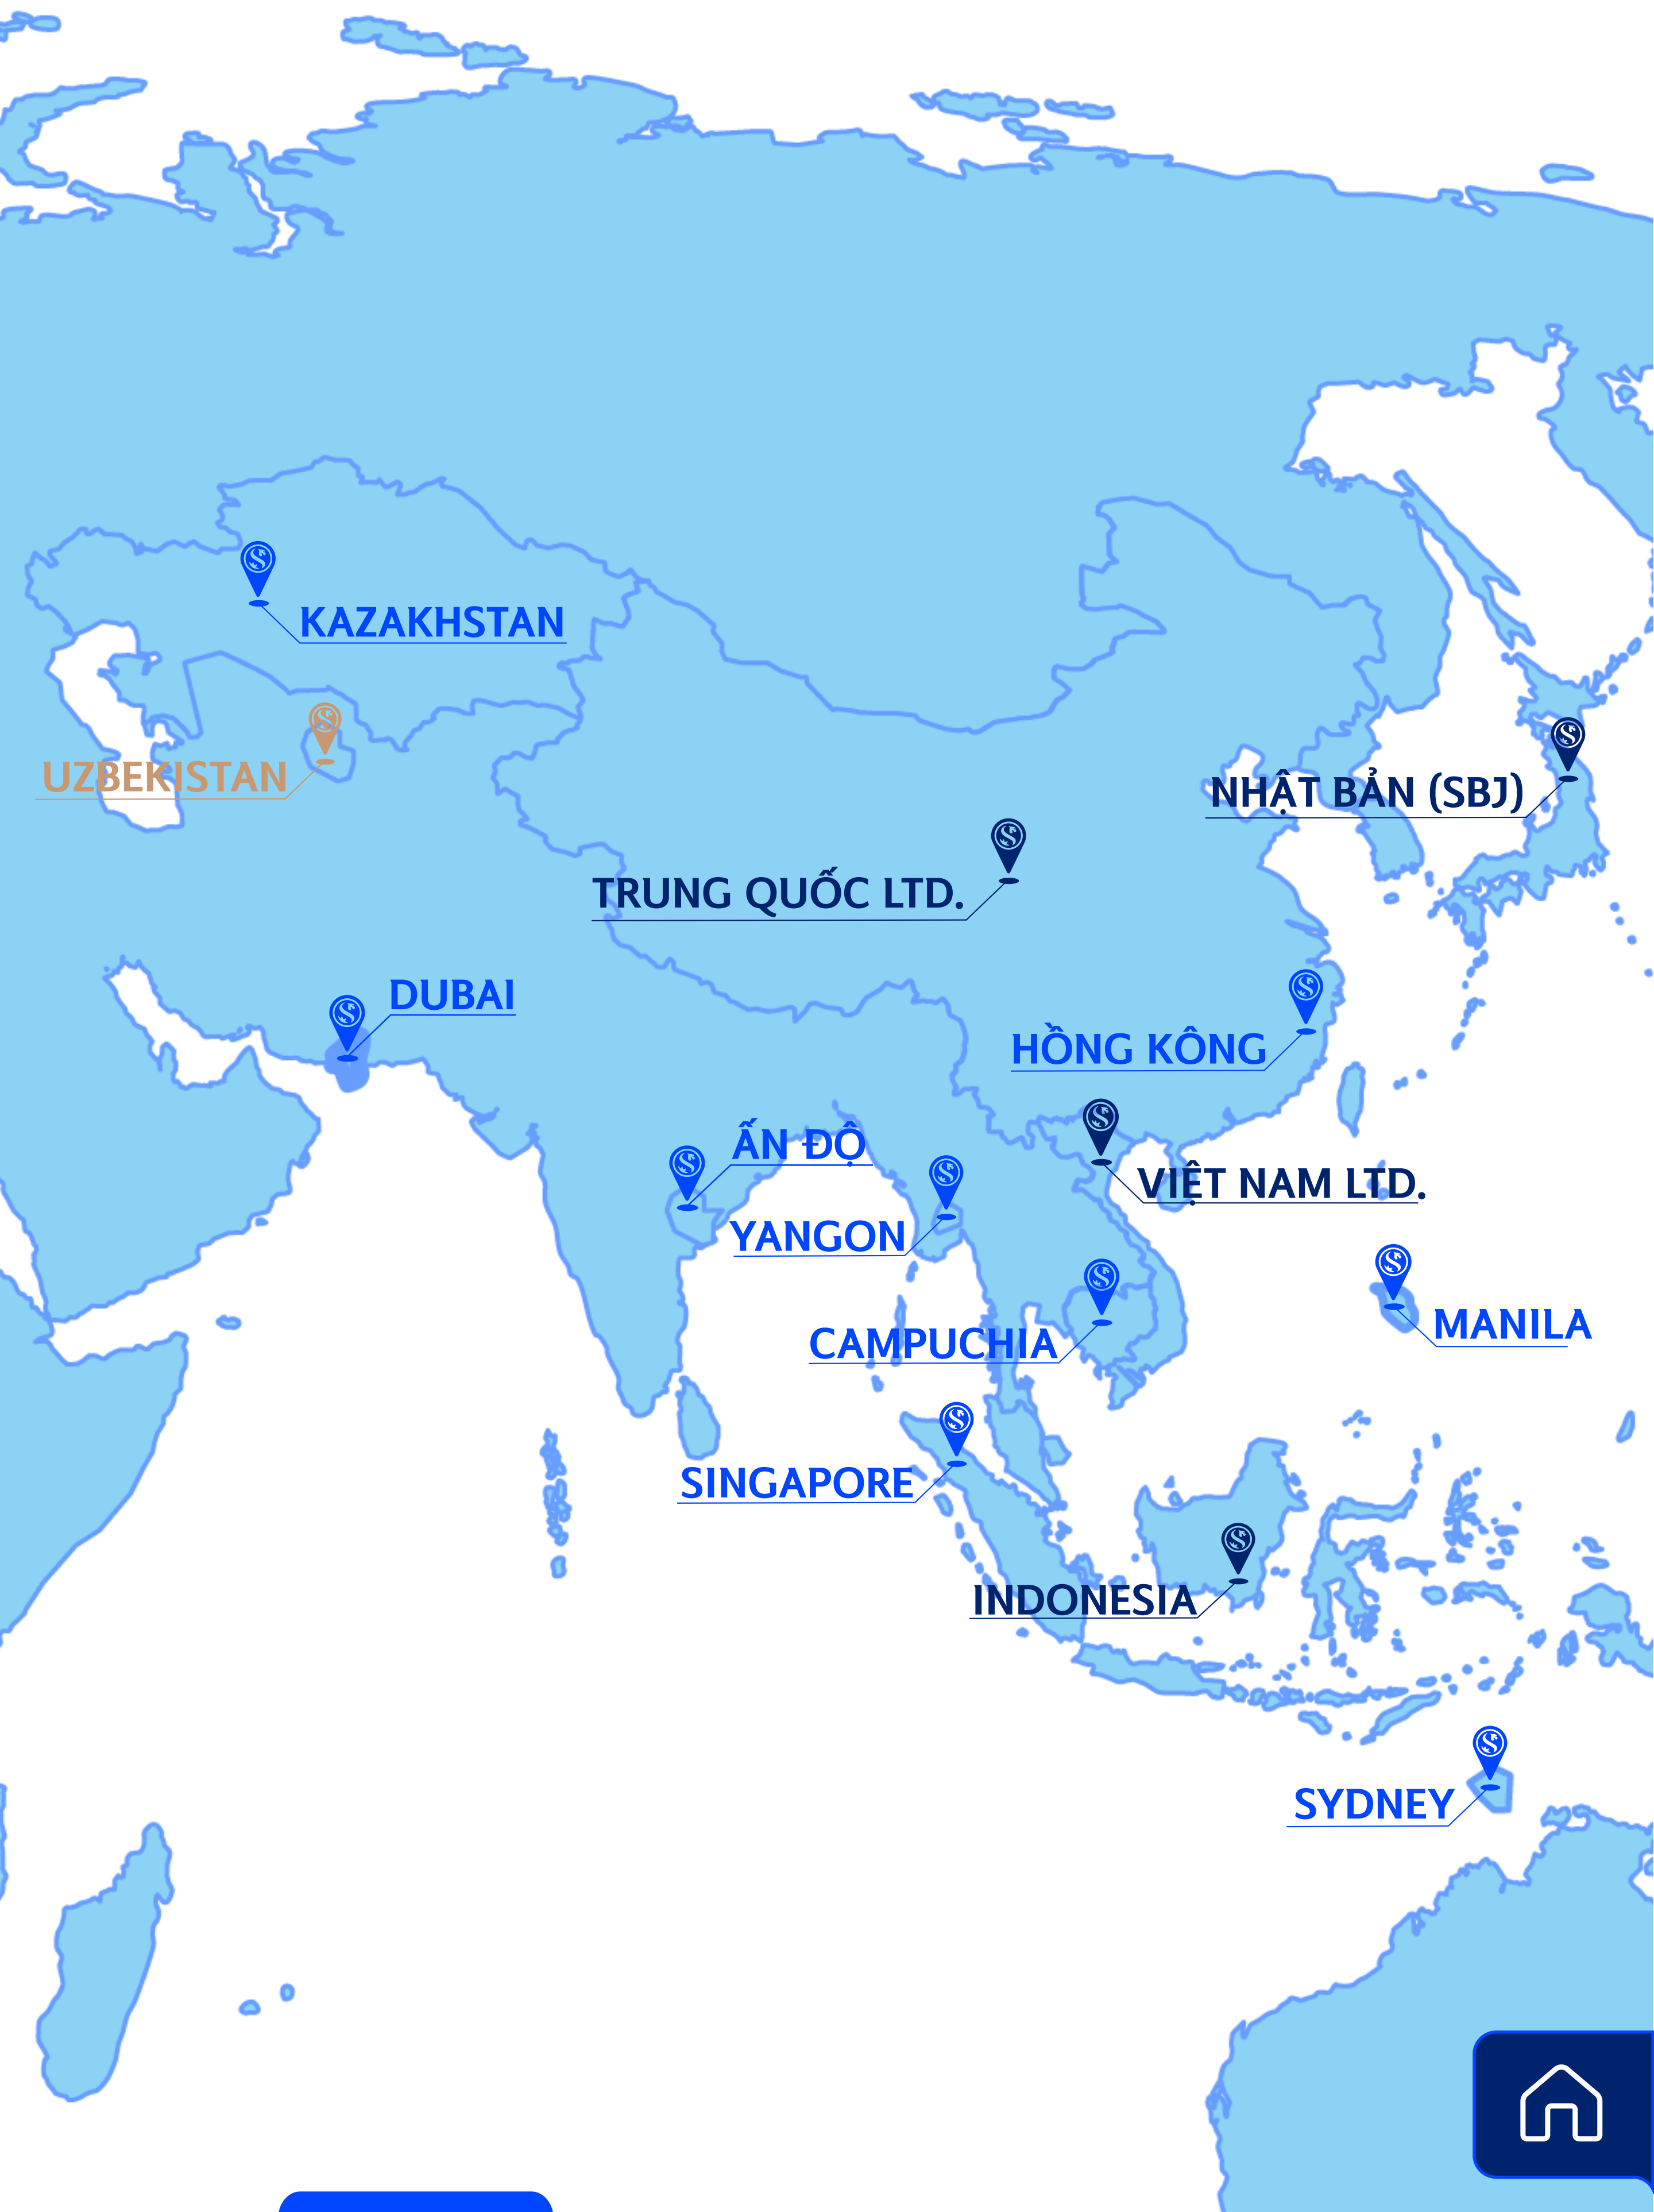 KAZAKHSTAN
UZBEKISTAN
NHẬT BẢN (SBJ)
TRUNG QUỐC LTD.
DUBAI
HỒNG KÔNG
ẤN ĐỘ
VIỆT NAM LTD.
YANGON
MANILA
CAMPUCHIA
SINGAPORE
INDONESIA
SYDNEY